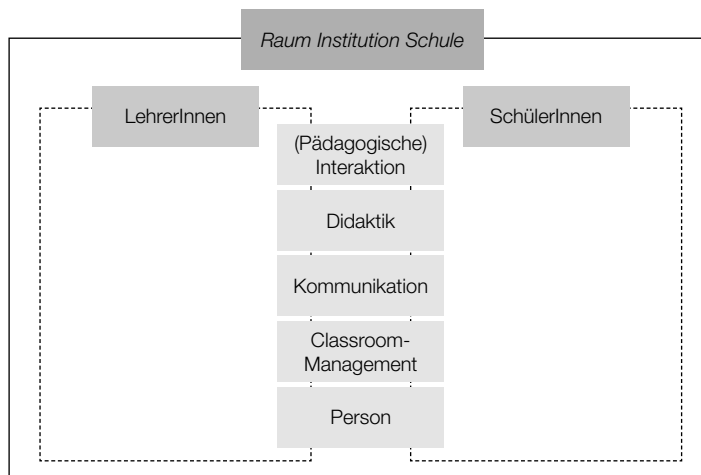 Raum Institution Schule
LehrerInnen
SchülerInnen
(Pädagogische)
Interaktion
Didaktik
Kommunikation
Classroom-
Management
Person